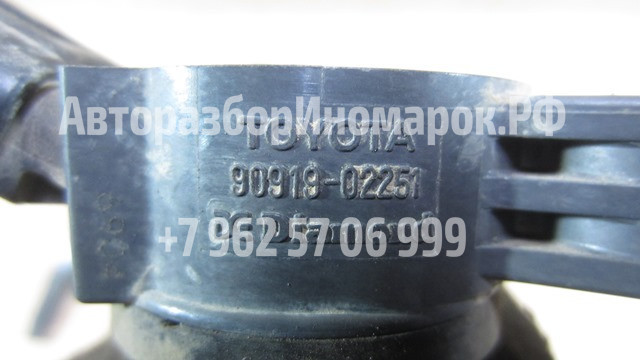 АвторазборИномарок.РФ
TOYOTA
90919-02251
+7 962 57 06 999